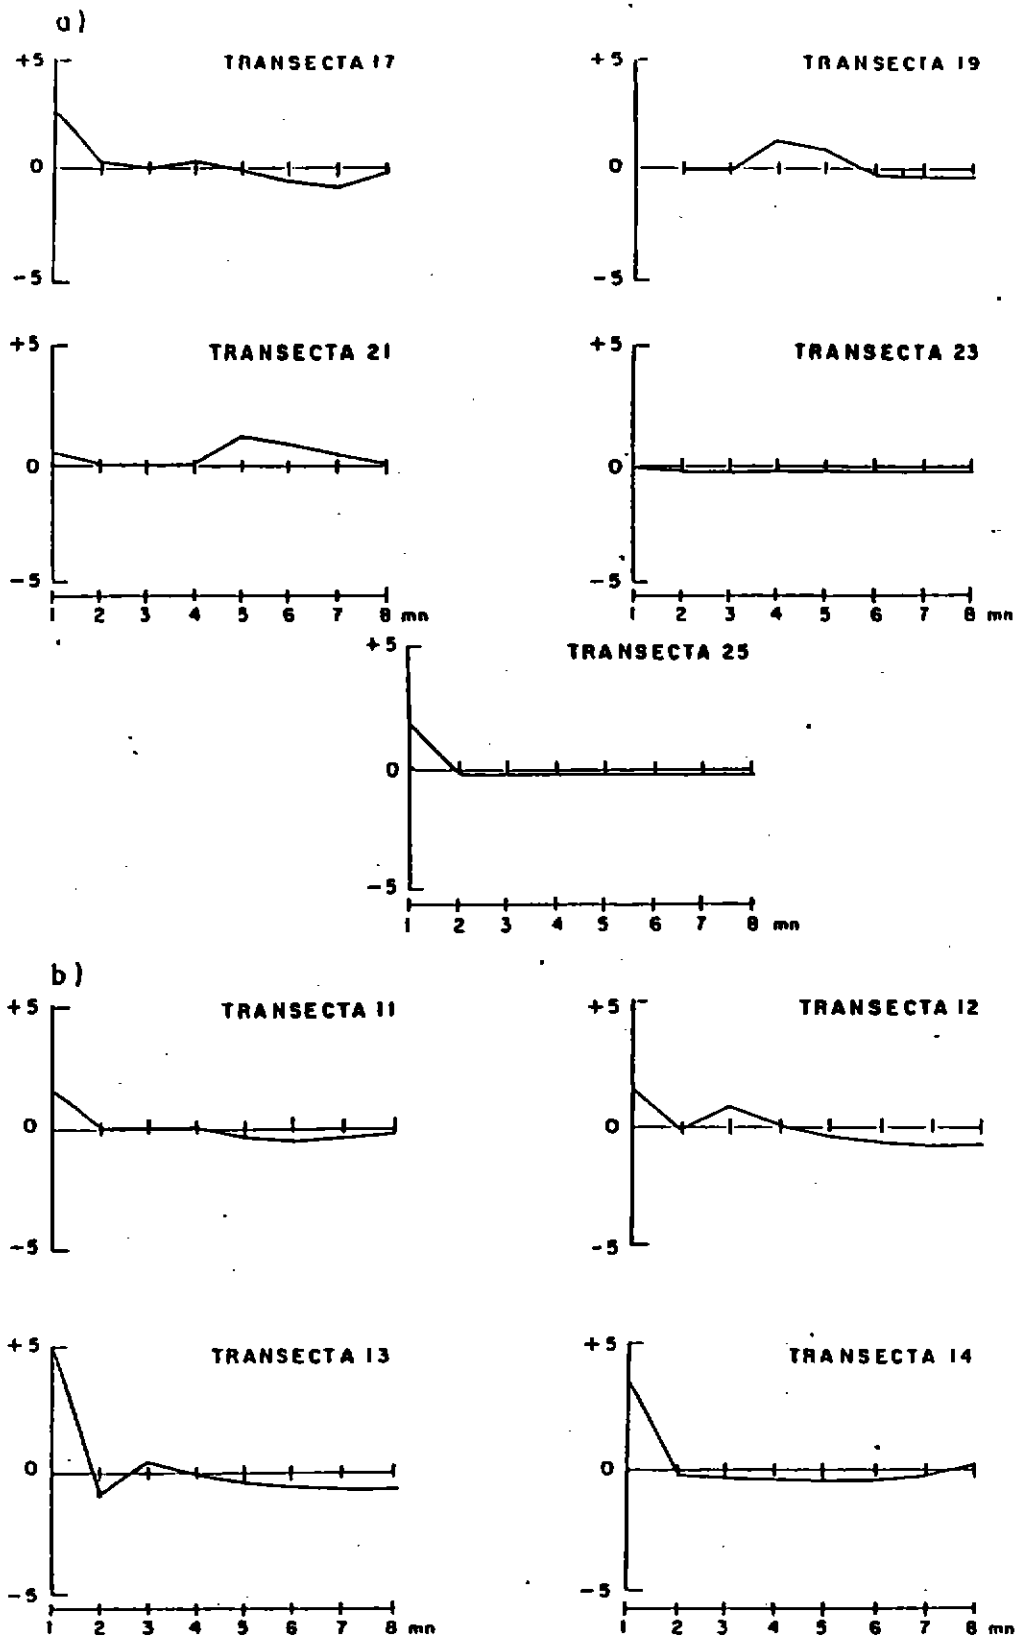 a)
+5 TRANSECTA 17
0
-5
+5 TRANSECTA 19
0
-5
+5 TRANSECTA 21
0
-5
1 2 3 4 5 6 7 8 mn
+5 TRANSECTA 23
0
-5
1 2 3 4 5 6 7 8 mn
+5 TRANSECTA 25
0
-5
1 2 3 4 5 6 7 8 mn
b)
+5 TRANSECTA 11
0
-5
+5 TRANSECTA 12
0
-5
+5 TRANSECTA 13
0
-5
1 2 3 4 5 6 7 8 mn
+5 TRANSECTA 14
0
-5
1 2 3 4 5 6 7 8 mn